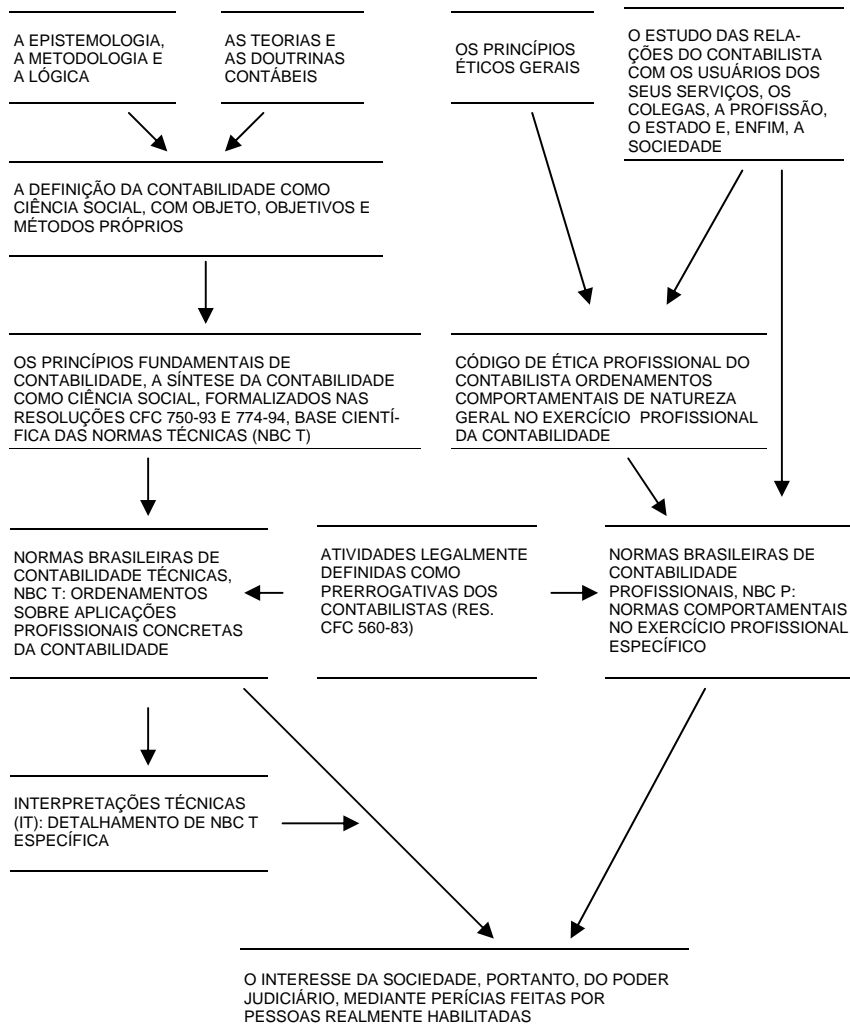 A EPISTEMOLOGIA,
A METODOLOGIA E
A LÓGICA
AS TEORIAS E
AS DOUTRINAS
CONTÁBEIS
OS PRINCÍPIOS
ÉTICOS GERAIS
O ESTUDO DAS RELA-
ÇÕES DO CONTABILISTA
COM OS USUÁRIOS DOS
SEUS SERVIÇOS, OS
COLEGAS, A PROFISSÃO,
O ESTADO E, ENFIM, A
SOCIEDADE
A DEFINIÇÃO DA CONTABILIDADE COMO
CIÊNCIA SOCIAL, COM OBJETO, OBJETIVOS E
MÉTODOS PRÓPRIOS
OS PRINCÍPIOS FUNDAMENTAIS DE
CONTABILIDADE, A SÍNTESE DA CONTABILIDADE
COMO CIÊNCIA SOCIAL, FORMALIZADOS NAS
RESOLUÇÕES CFC 750-93 E 774-94, BASE CIENTÍ-
FICA DAS NORMAS TÉCNICAS (NBC T)
CÓDIGO DE ÉTICA PROFISSIONAL DO
CONTABILISTA ORDENAMENTOS
COMPORTAMENTAIS DE NATUREZA
GERAL NO EXERCÍCIO PROFISSIONAL
DA CONTABILIDADE
NORMAS BRASILEIRAS DE
CONTABILIDADE TÉCNICAS,
NBC T: ORDENAMENTOS
SOBRE APLICAÇÕES
PROFISSIONAIS CONCRETAS
DA CONTABILIDADE
ATIVIDADES LEGALMENTE
DEFINIDAS COMO
PRERROGATIVAS DOS
CONTABILISTAS (RES.
CFC 560-83)
NORMAS BRASILEIRAS DE
CONTABILIDADE
PROFISSIONAIS, NBC P:
NORMAS COMPORTAMENTAIS
NO EXERCÍCIO PROFISSIONAL
ESPECÍFICO
INTERPRETAÇÕES TÉCNICAS
(IT): DETALHAMENTO DE NBC T
ESPECÍFICA
O INTERESSE DA SOCIEDADE, PORTANTO, DO PODER
JUDICIÁRIO, MEDIANTE PERÍCIAS FEITAS POR
PESSOAS REALMENTE HABILITADAS